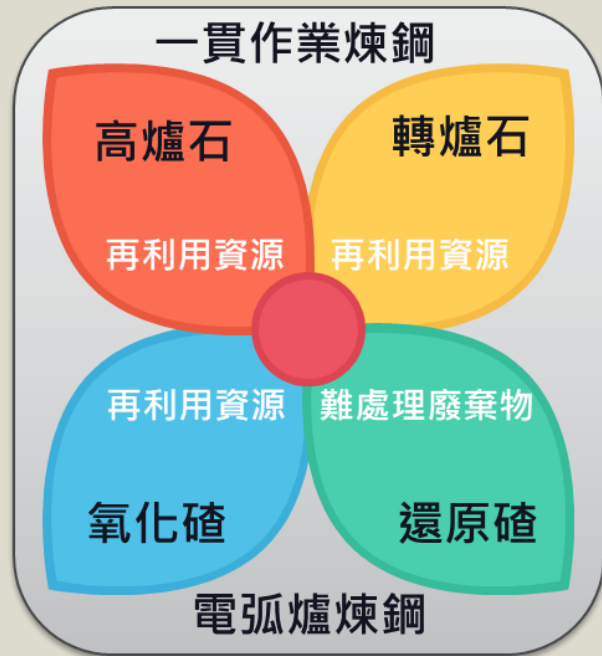 一貫作業煉鋼
高爐石
轉爐石
再利用資源
再利用資源
再利用資源
難處理廢棄物
氧化碴
還原碴
電弧爐煉鋼